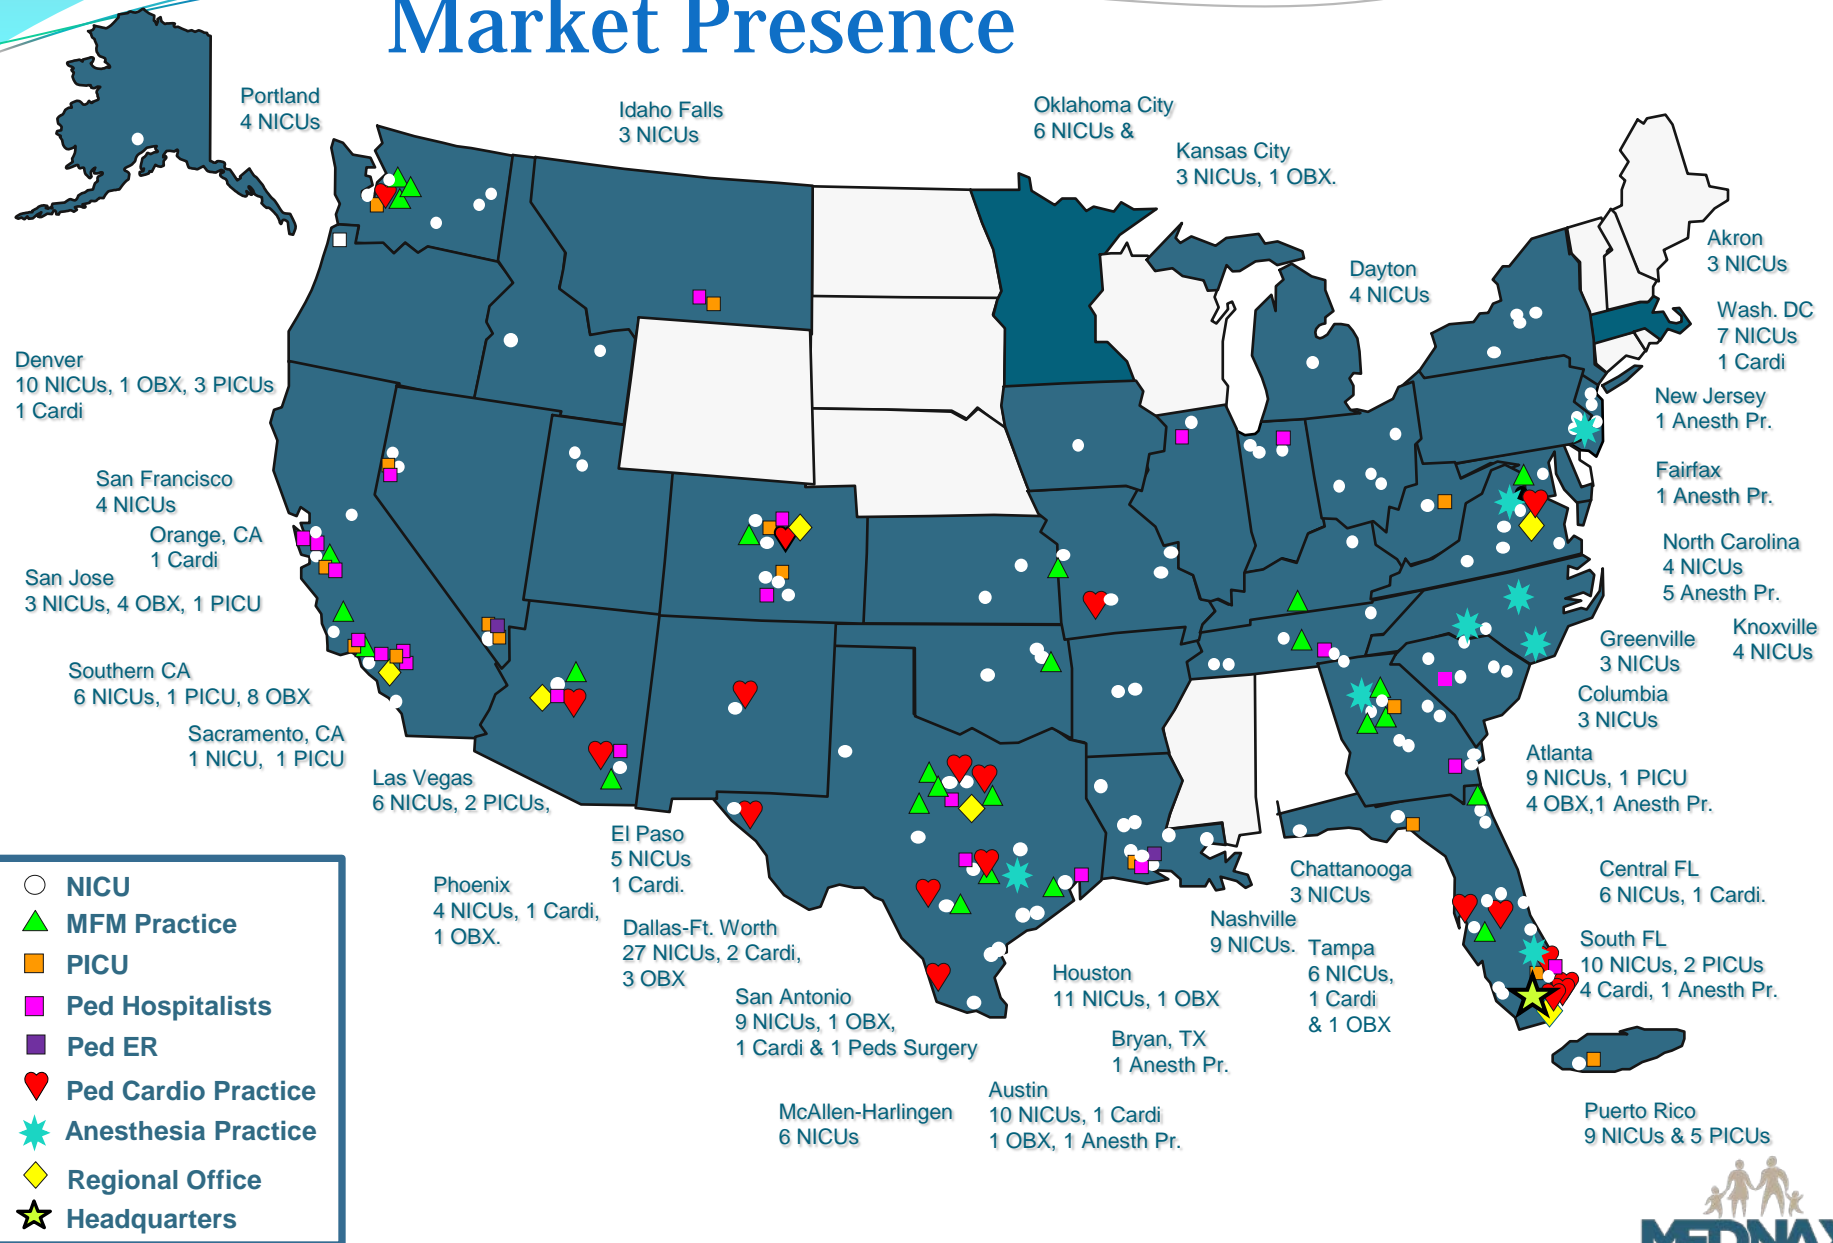 Market Presence
Portland
4 NICUs
Idaho Falls
3 NICUs
Oklahoma City
6 NICUs &
Kansas City
3 NICUs, 1 OBX.
Dayton
4 NICUs
Akron
3 NICUs
Wash. DC
7 NICUs
1 Cardi
New Jersey
1 Anesth Pr.
Fairfax
1 Anesth Pr.
North Carolina
4 NICUs
5 Anesth Pr.
Greenville
3 NICUs
Knoxville
4 NICUs
Columbia
3 NICUs
Atlanta
9 NICUs, 1 PICU
4 OBX,1 Anesth Pr.
Denver
10 NICUs, 1 OBX, 3 PICUs
1 Cardi
San Francisco
4 NICUs
Orange, CA
1 Cardi
San Jose
3 NICUs, 4 OBX, 1 PICU
Southern CA
6 NICUs, 1 PICU, 8 OBX
Sacramento, CA
1 NICU, 1 PICU
Las Vegas
6 NICUs, 2 PICUs,
El Paso
5 NICUs
1 Cardi.
Phoenix
4 NICUs, 1 Cardi,
1 OBX.
Dallas-Ft. Worth
27 NICUs, 2 Cardi,
3 OBX
San Antonio
9 NICUs, 1 OBX,
1 Cardi & 1 Peds Surgery
McAllen-Harlingen
6 NICUs
Austin
10 NICUs, 1 Cardi
1 OBX, 1 Anesth Pr.
Houston
11 NICUs, 1 OBX
Bryan, TX
1 Anesth Pr.
Nashville
9 NICUs.
Chattanooga
3 NICUs
Tampa
6 NICUs,
1 Cardi
& 1 OBX
Central FL
6 NICUs, 1 Cardi.
South FL
10 NICUs, 2 PICUs
4 Cardi, 1 Anesth Pr.
Puerto Rico
9 NICUs & 5 PICUs
NICU
MFM Practice
PICU
Ped Hospitalists
Ped ER
Ped Cardio Practice
Anesthesia Practice
Regional Office
Headquarters
MEDNAX